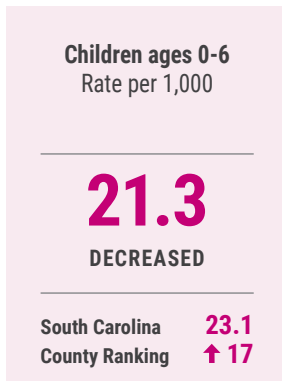 Children ages 0-6
Rate per 1,000
21.3
DECREASED
South Carolina 23.1
County Ranking ↑ 17